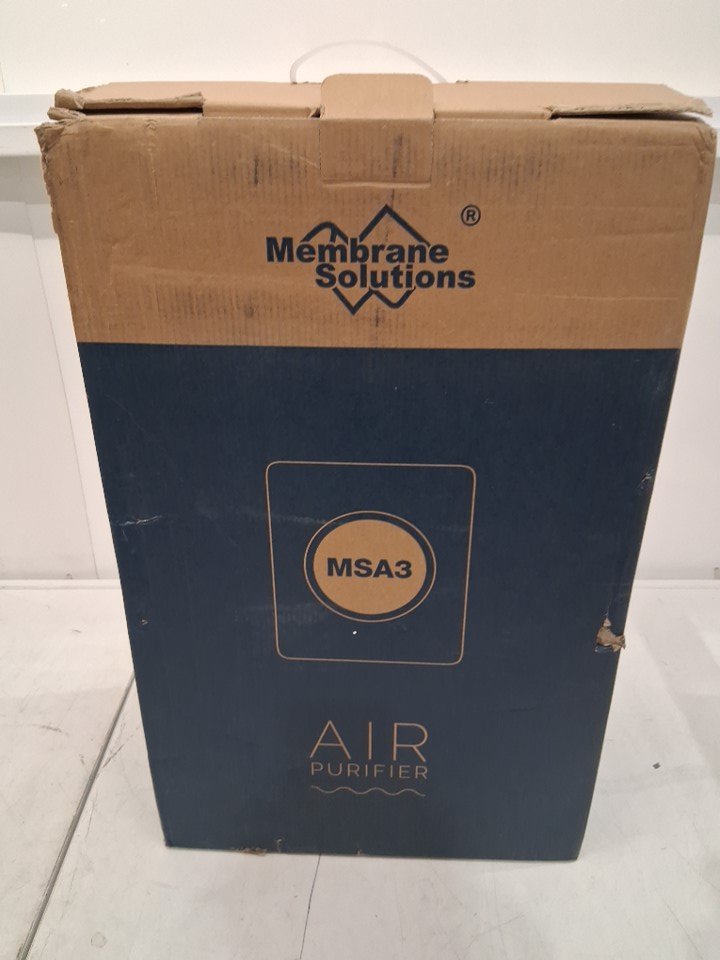 ®
Membrane
Solutions
MSA3
AIR
PURIFIER